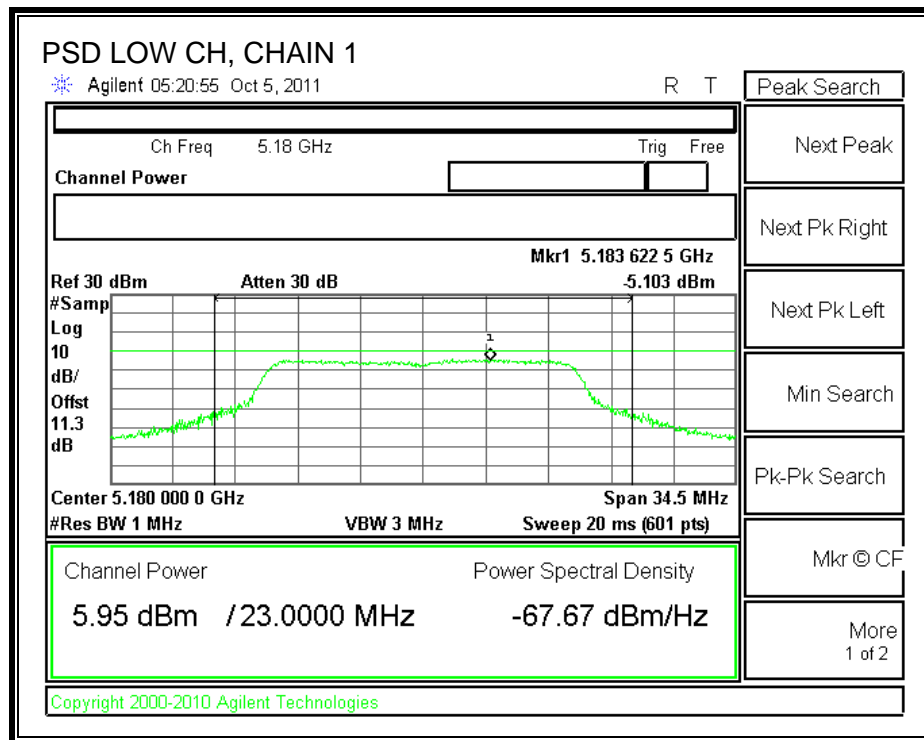 PSD LOW CH, CHAIN 1
Agilent 05:20:55 Oct 5, 2011 R T
Peak Search
Ch Freq 5.18 GHz Trig Free
Channel Power
Mkr1 5.183 622 5 GHz
Ref 30 dBm Atten 30 dB -5.103 dBm
#Samp
Log
10
dB/
Offst
11.3
dB
1
Center 5.180 000 0 GHz Span 34.5 MHz
#Res BW 1 MHz VBW 3 MHz Sweep 20 ms (601 pts)
Channel Power Power Spectral Density
5.95 dBm / 23.0000 MHz -67.67 dBm/Hz
Copyright 2000-2010 Agilent Technologies
Next Peak
Next Pk Right
Next Pk Left
Min Search
Pk-Pk Search
Mkr © CF
More
1 of 2